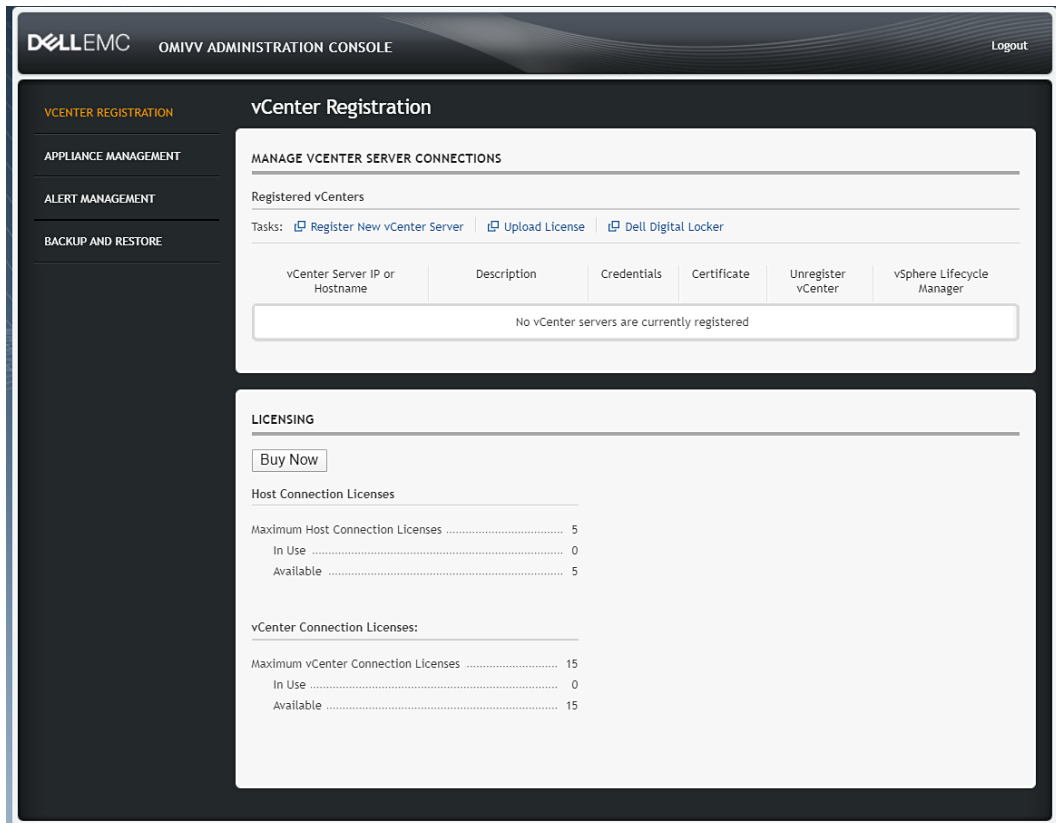 DELLEMC OMIVV ADMINISTRATION CONSOLE Logout
VCENTER REGISTRATION
APPLIANCE MANAGEMENT
ALERT MANAGEMENT
BACKUP AND RESTORE
vCenter Registration
MANAGE VCENTER SERVER CONNECTIONS
Registered vCenters
Tasks: Register New vCenter Server Upload License Dell Digital Locker
vCenter Server IP or Hostname Description Credentials Certificate Unregister vCenter vSphere Lifecycle Manager
No vCenter servers are currently registered
LICENSING
Buy Now
Host Connection Licenses
Maximum Host Connection Licenses 5
In Use 0
Available 5
vCenter Connection Licenses:
Maximum vCenter Connection Licenses 15
In Use 0
Available 15